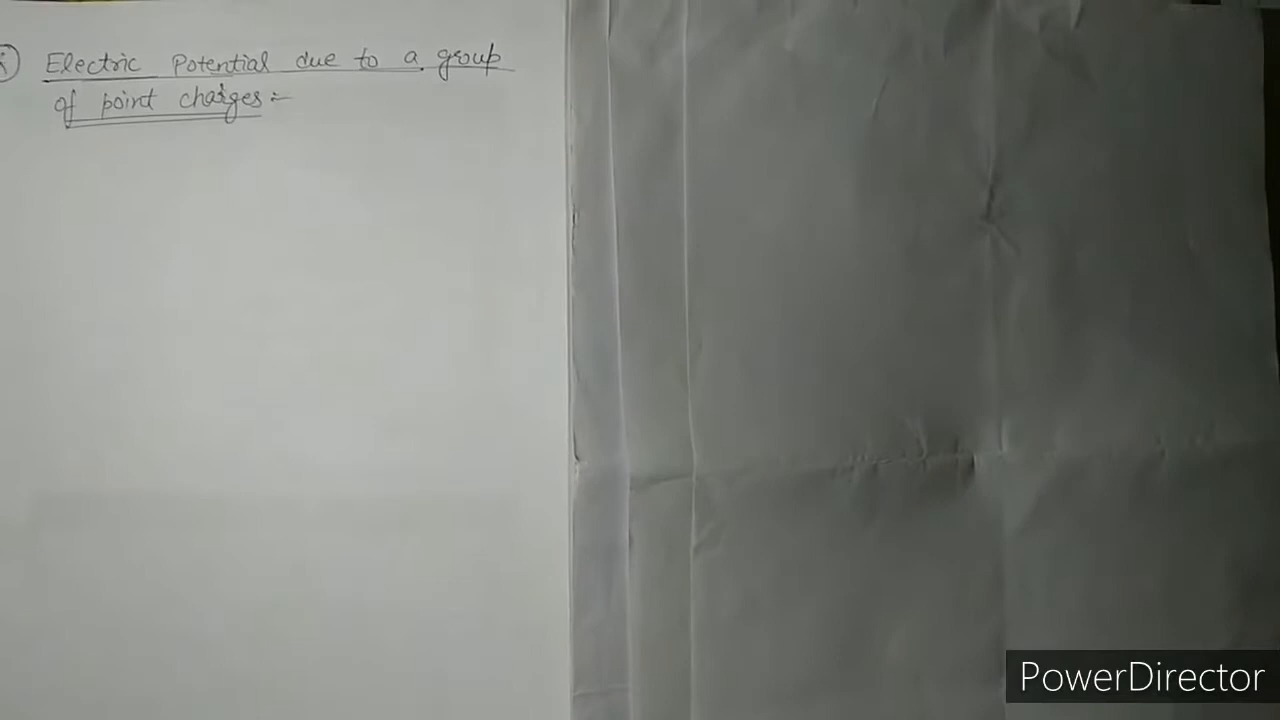 Electric Potential due to a group
of point charges :-
PowerDirector